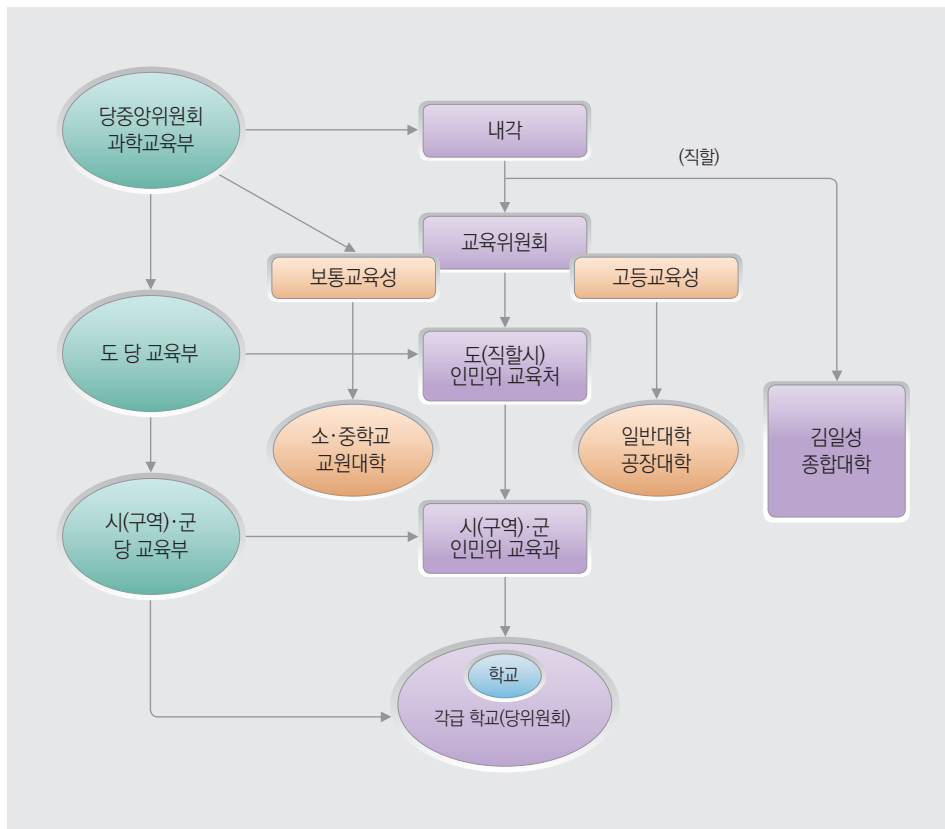 당중앙위원회
과학교육부
내각
(직할)
교육위원회
보통교육성
고등교육성
도 당 교육부
도(직할시)
인민위 교육처
소·중학교
교원대학
일반대학
공장대학
김일성
종합대학
시(구역)·군
당 교육부
시(구역)·군
인민위 교육과
학교
각급 학교(당위원회)